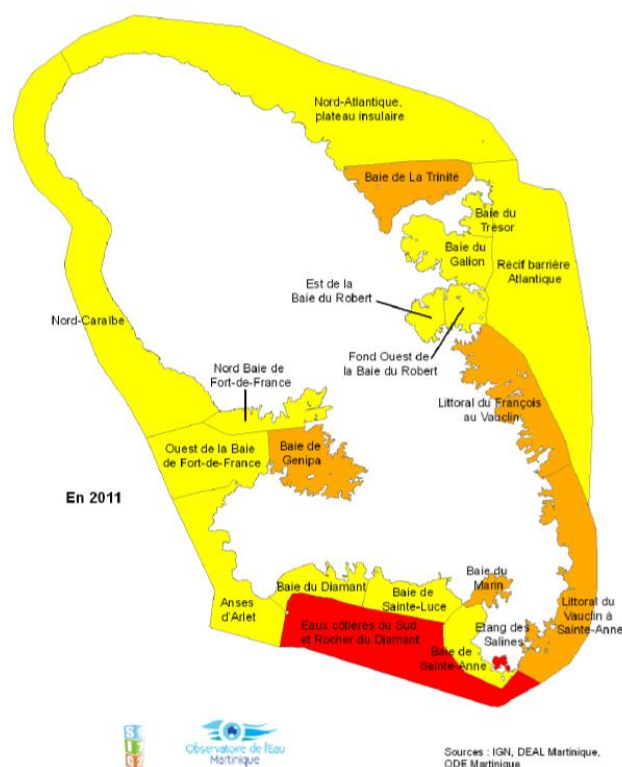 Nord-Atlantique,
plateau insulaire
Baie de La Trinité
Baie du
Trésor
Baie du
Galion
Récif barrière
Atlantique
Est de la
Baie du Robert
Nord-Caraïbe
Fond Ouest de
la Baie du Robert
Nord Baie de
Fort-de-France
Littoral du François
au Vauclin
Ouest de la Baie
de Fort-de-France
Baie de
Genipa
En 2011
Baie du
Marin
Baie du Diamant
Baie de
Sainte-Luce
Anses
d'Arlet
Littoral du
Vauclin à
Sainte-Anne
Etang des
Salines
Eaux côtières du Sud
et Rocher du Diamant
Baie de
Sainte-Anne
Observatoire de l'Eau
Martinique
Sources : IGN, DEAL Martinique,
ODE Martinique